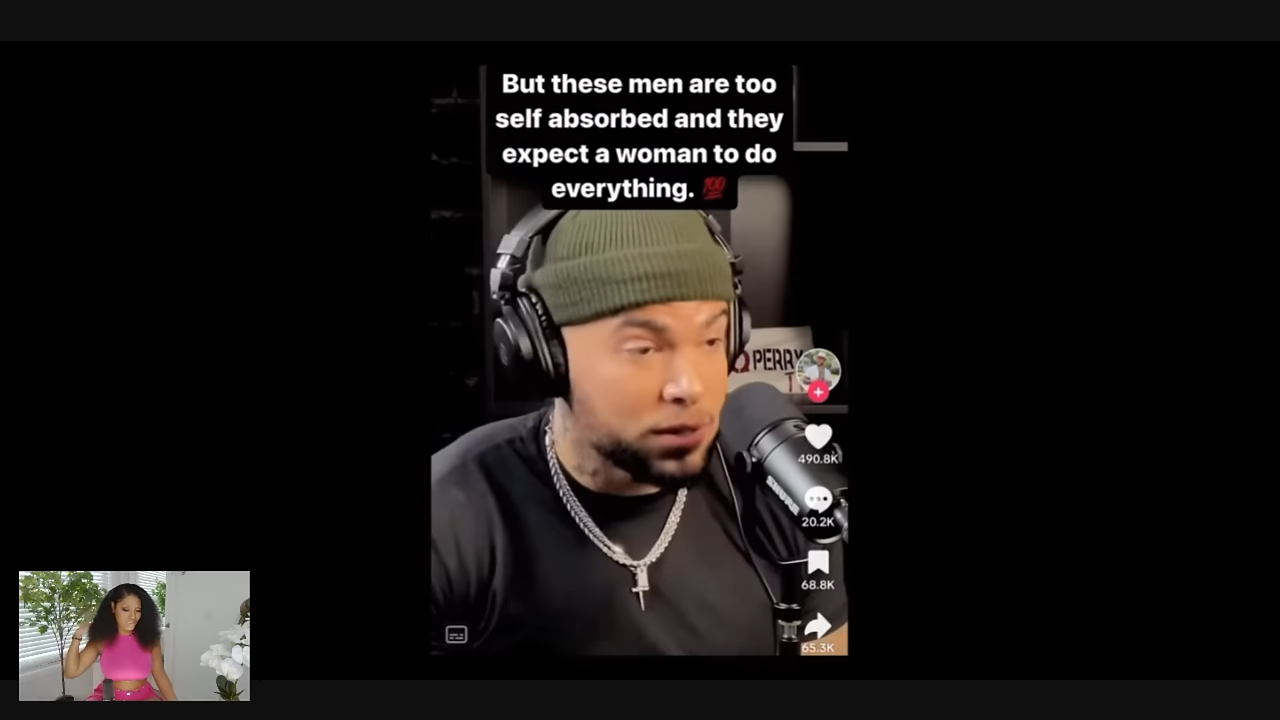 But these men are too
self absorbed and they
expect a woman to do
everything. 💯
PERRY
T
490.8K
SHURE
20.2K
68.8K
65.3K